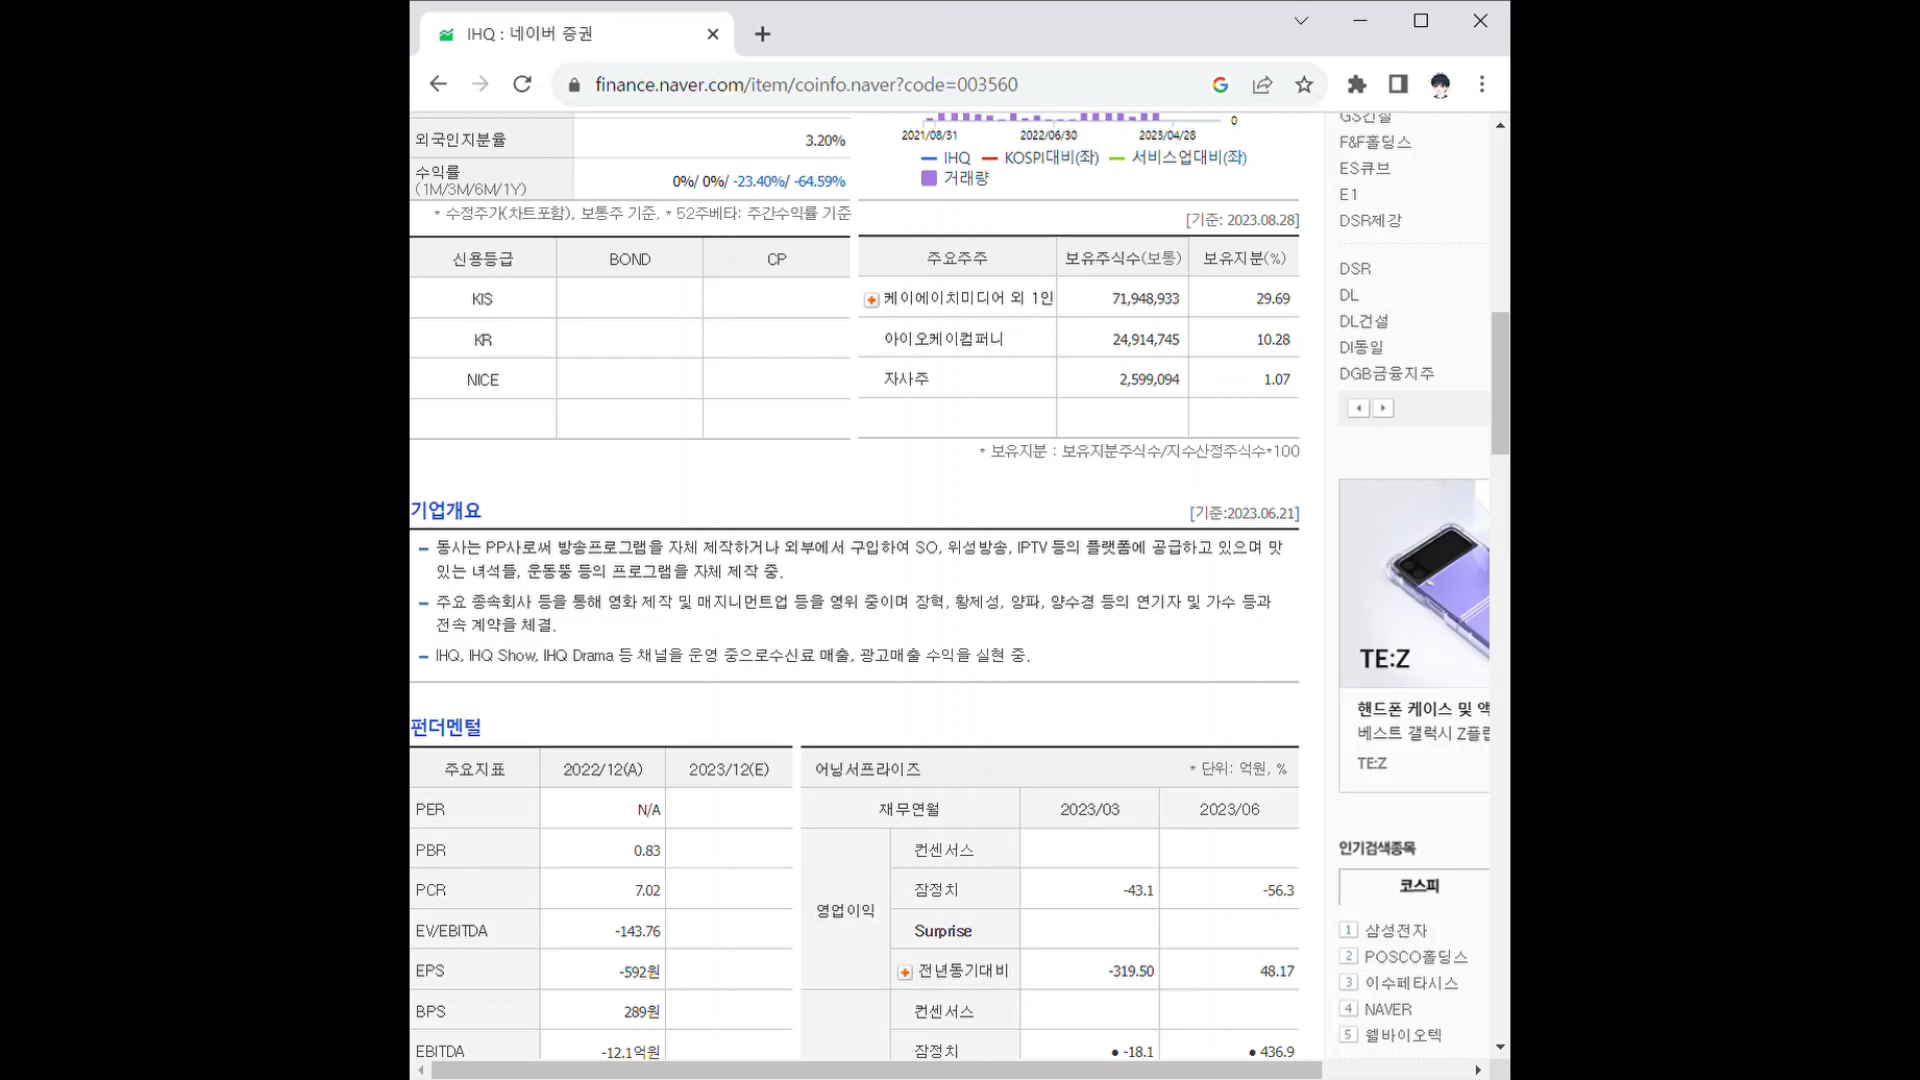 IHQ : 네이버 증권
finance.naver.com/item/coinfo.naver?code=003560
외국인지분율 3.20%
수익률
(1M/3M/6M/1Y)
0%/ 0%/ -23.40%/ -64.59%
* 수정주가(차트포함), 보통주 기준, * 52주베타: 주간수익률 기준
0
2021/08/31 2022/06/30 2023/04/28
IHQ KOSPI대비(좌) 서비스업대비(좌)
거래량
[기준: 2023.08.28]
신용등급 BOND CP
KIS
KR
NICE
주요주주 보유주식수(보통) 보유지분(%)
케이에이치미디어 외 1인 71,948,933 29.69
아이오케이컴퍼니 24,914,745 10.28
자사주 2,599,094 1.07
* 보유지분 : 보유지분주식수/지수산정주식수*100
기업개요 [기준:2023.06.21]
동사는 PP사로써 방송프로그램을 자체 제작하거나 외부에서 구입하여 SO, 위성방송, IPTV 등의 플랫폼에 공급하고 있으며 맛
있는 녀석들, 운동뚱 등의 프로그램을 자체 제작 중.
주요 종속회사 등을 통해 영화 제작 및 매지니먼트업 등을 영위 중이며 장혁, 황제성, 양파, 양수경 등의 연기자 및 가수 등과
전속 계약을 체결.
IHQ, IHQ Show, IHQ Drama 등 채널을 운영 중으로수신료 매출, 광고매출 수익을 실현 중.
펀더멘털
주요지표 2022/12(A) 2023/12(E)
PER N/A
PBR 0.83
PCR 7.02
EV/EBITDA -143.76
EPS -592원
BPS 289원
EBITDA -12.1억원
어닝서프라이즈 * 단위: 억원, %
재무연월 2023/03 2023/06
영업이익
컨센서스
잠정치 -43.1 -56.3
Surprise
전년동기대비 -319.50 48.17
컨센서스
잠정치 ● -18.1 ● 436.9
GS건설
F&F홀딩스
ES큐브
E1
DSR제강
DSR
DL
DL건설
DI동일
DGB금융지주
TE:Z
핸드폰 케이스 및 액
베스트 갤럭시 Z플립
TE:Z
인기검색종목
코스피
1 삼성전자
2 POSCO홀딩스
3 이수페타시스
4 NAVER
5 웰바이오텍